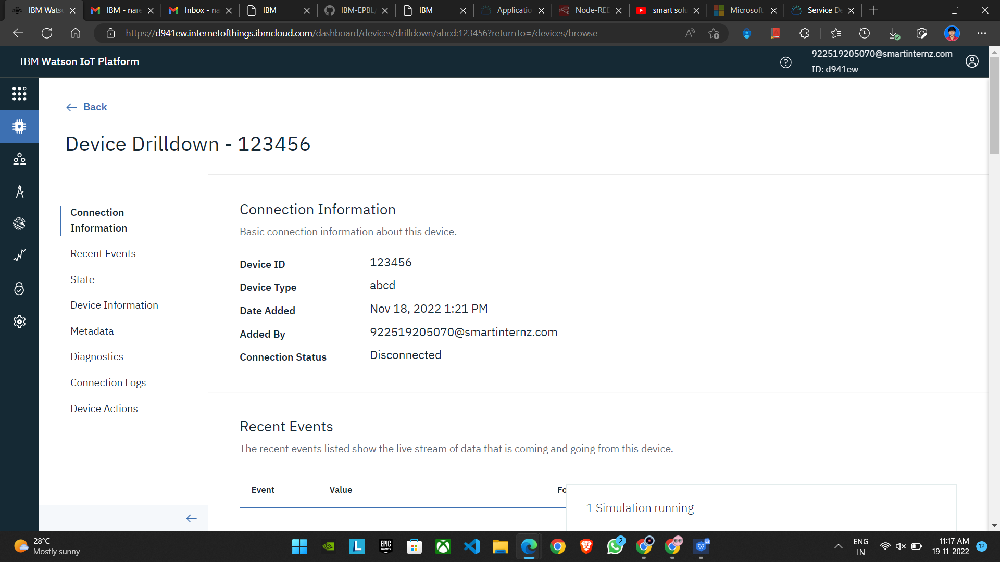 IBM Wats
IBM - nare
Inbox - na
IBM
IBM-EPBL/
IBM
Applicatio
Node-RED
smart solu
Microsoft
Service De
https://d941ew.internetofthings.ibmcloud.com/dashboard/devices/drilldown/abcd:123456?returnTo=/devices/browse
IBM Watson IoT Platform
922519205070@smartinternz.com
ID: d941ew
Back
Device Drilldown - 123456
Connection
Information
Recent Events
State
Device Information
Metadata
Diagnostics
Connection Logs
Device Actions
Connection Information
Basic connection information about this device.
Device ID 123456
Device Type abcd
Date Added Nov 18, 2022 1:21 PM
Added By 922519205070@smartinternz.com
Connection Status Disconnected
Recent Events
The recent events listed show the live stream of data that is coming and going from this device.
Event Value Fo
1 Simulation running
28°C
Mostly sunny
EPIC
GAMES
2
ENG
IN
11:17 AM
19-11-2022
12